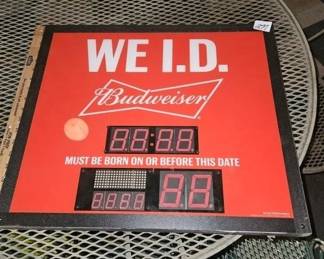 WE I.D.
Budweiser
MUST BE BORN ON OR BEFORE THIS DATE